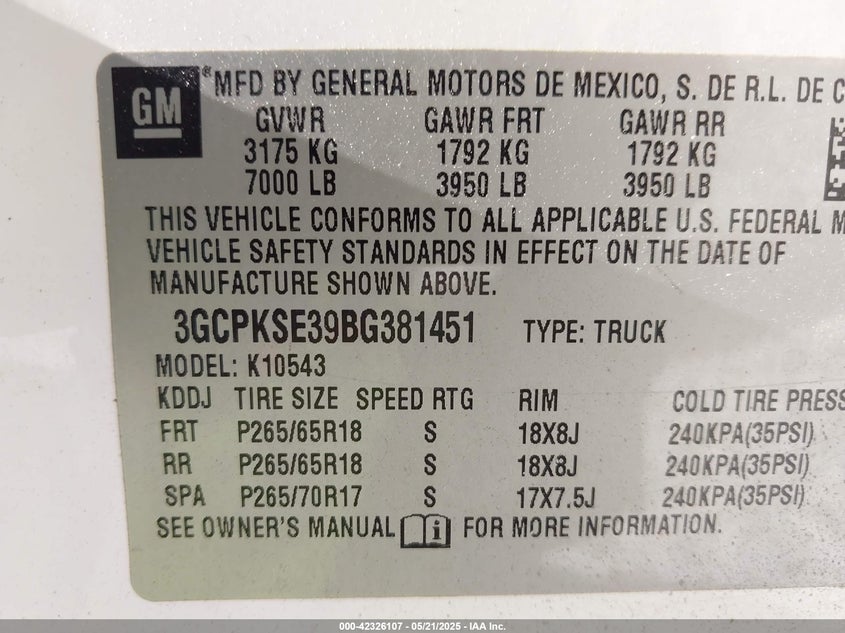 GM
® MFD BY GENERAL MOTORS DE MEXICO, S. DE R.L. DE C
GVWR GAWR FRT GAWR RR
3175 KG 1792 KG 1792 KG
7000 LB 3950 LB 3950 LB
THIS VEHICLE CONFORMS TO ALL APPLICABLE U.S. FEDERAL M
VEHICLE SAFETY STANDARDS IN EFFECT ON THE DATE OF
MANUFACTURE SHOWN ABOVE.
3GCPKSE39BG381451 TYPE: TRUCK
MODEL: K10543
KDDJ TIRE SIZE SPEED RTG RIM COLD TIRE PRESS
FRT P265/65R18 S 18X8J 240KPA(35PSI)
RR P265/65R18 S 18X8J 240KPA(35PSI)
SPA P265/70R17 S 17X7.5J 240KPA(35PSI)
SEE OWNER'S MANUAL i FOR MORE INFORMATION.
000-42326107 - 05/21/2025 - IAA Inc.